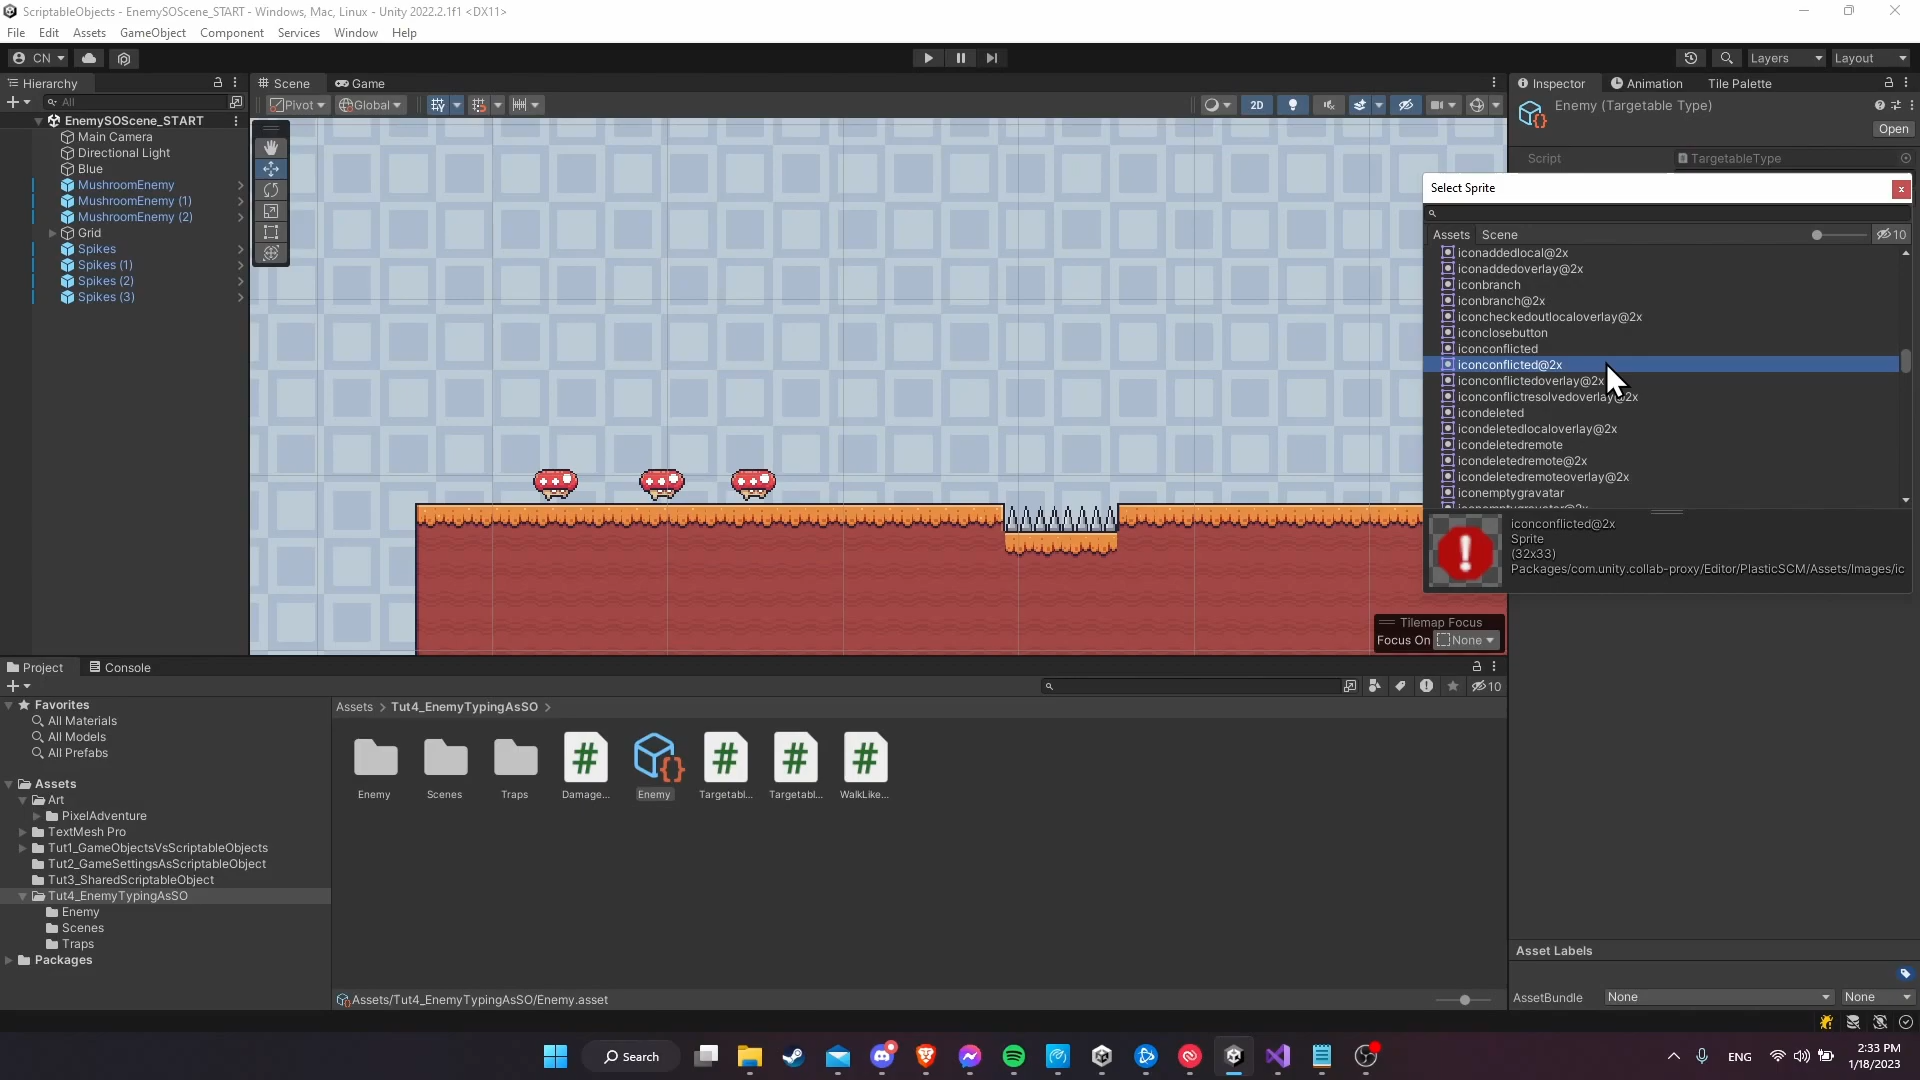 ScriptableObjects - EnemySOScene_START - Windows, Mac, Linux - Unity 2022.2.1f1 <DX11>
File Edit Assets GameObject Component Services Window Help
CN
Layers
Layout
Hierarchy
All
EnemySOScene_START
Main Camera
Directional Light
Blue
MushroomEnemy
MushroomEnemy (1)
MushroomEnemy (2)
Grid
Spikes
Spikes (1)
Spikes (2)
Spikes (3)
Scene
Game
Pivot
Global
2D
Tilemap Focus
Focus On None
Inspector
Animation
Tile Palette
Enemy (Targetable Type)
Open
Script
TargetableType
Select Sprite
Assets Scene
10
iconaddedlocal@2x
iconaddedoverlay@2x
iconbranch
iconbranch@2x
iconcheckedoutlocaloverlay@2x
iconclosebutton
iconconflicted
iconconflicted@2x
iconconflictedoverlay@2x
iconconflictresolvedoverlay@2x
icondeleted
icondeletedlocaloverlay@2x
icondeletedremote
icondeletedremote@2x
icondeletedremoteoverlay@2x
iconemptygravatar
iconemptygravatar@2x
iconconflicted@2x
Sprite
(32x33)
Packages/com.unity.collab-proxy/Editor/PlasticSCM/Assets/Images/ic
Project
Console
10
Favorites
All Materials
All Models
All Prefabs
Assets
Art
PixelAdventure
TextMesh Pro
Tut1_GameObjectsVsScriptableObjects
Tut2_GameSettingsAsScriptableObject
Tut3_SharedScriptableObject
Tut4_EnemyTypingAsSO
Enemy
Scenes
Traps
Packages
Assets > Tut4_EnemyTypingAsSO >
Enemy
Scenes
Traps
Damage...
Enemy
Targetabl...
Targetabl...
WalkLike...
Assets/Tut4_EnemyTypingAsSO/Enemy.asset
Asset Labels
AssetBundle None None
Search
ENG
2:33 PM
1/18/2023